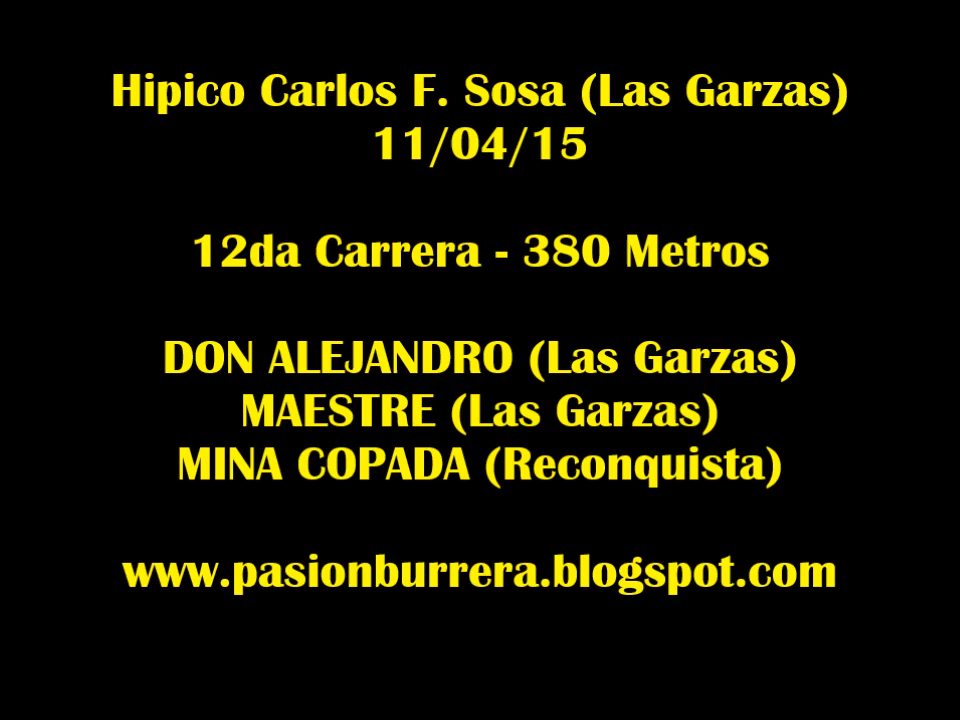 Hipico Carlos F. Sosa (Las Garzas)
11/04/15
12da Carrera - 380 Metros
DON ALEJANDRO (Las Garzas)
MAESTRE (Las Garzas)
MINA COPADA (Reconquista)
www.pasionburrera.blogspot.com